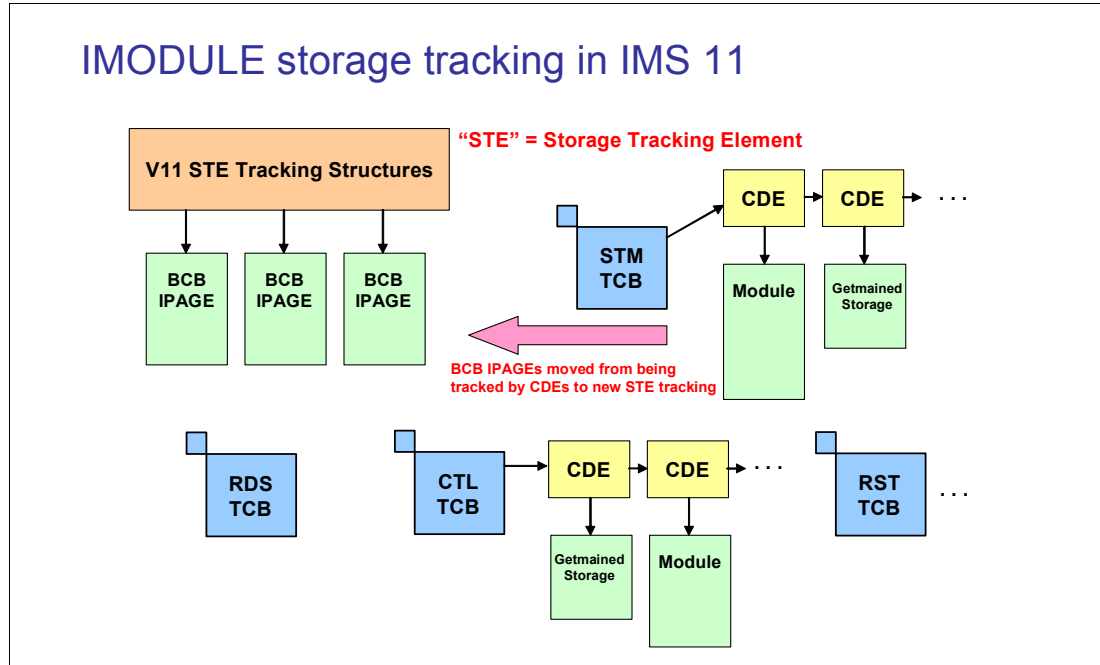 IMODULE storage tracking in IMS 11
"STE" = Storage Tracking Element
V11 STE Tracking Structures
BCB
IPAGE
BCB
IPAGE
BCB
IPAGE
STM
TCB
CDE
CDE
. . .
Module
Getmained
Storage
BCB IPAGEs moved from being
tracked by CDEs to new STE tracking
RDS
TCB
CTL
TCB
CDE
CDE
. . .
Getmained
Storage
Module
RST
TCB
. . .